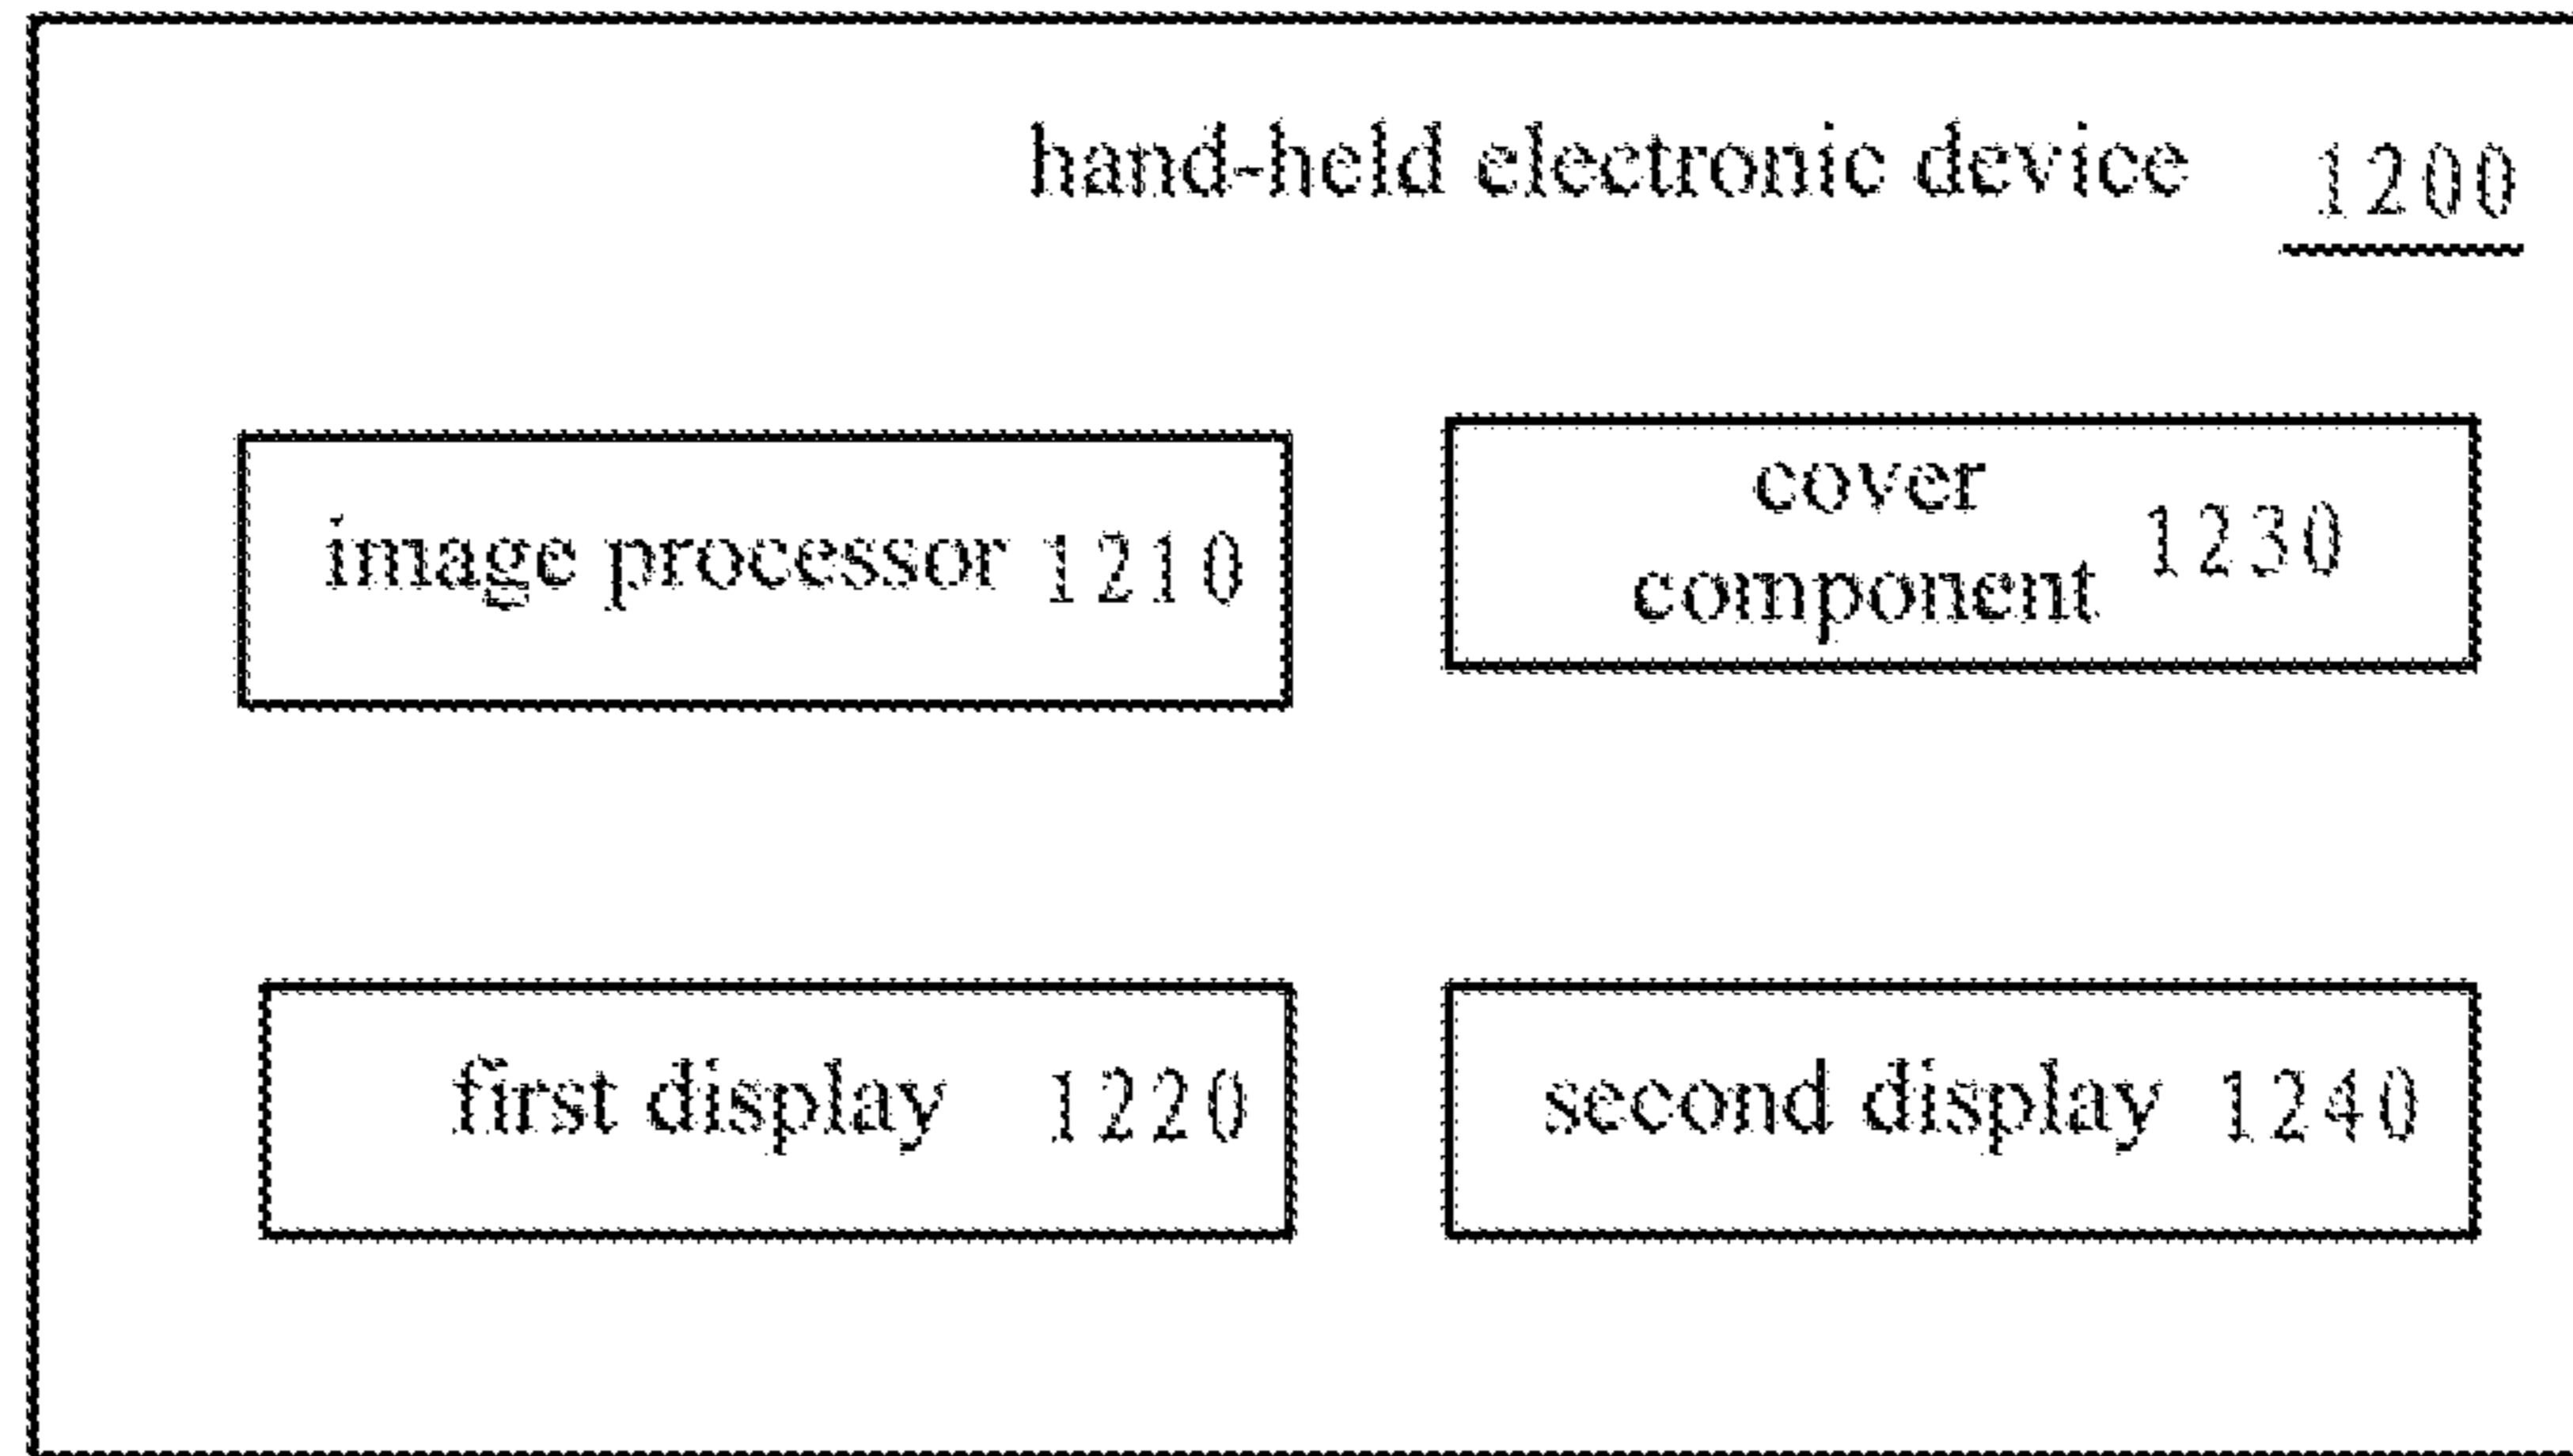 hand-held electronic device 1200
image processor 1210
cover
component 1230
first display 1220
second display 1240